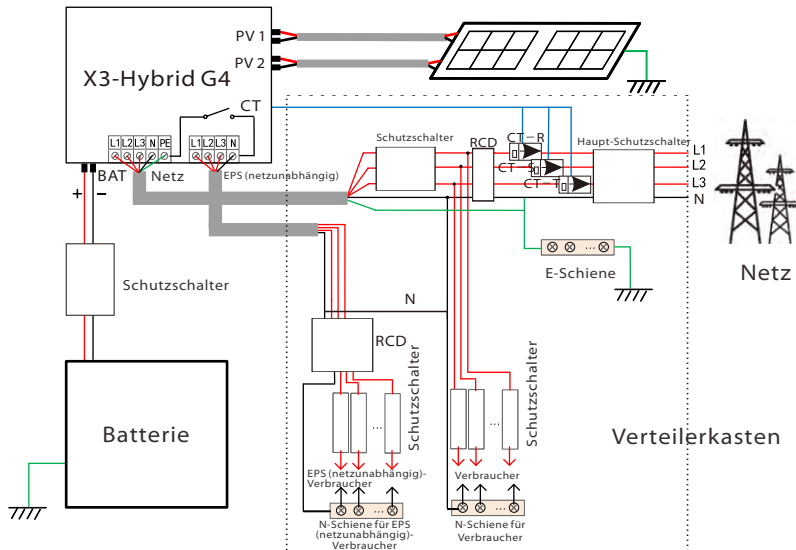 PV 1
PV 2
X3-Hybrid G4
CT
L1 L2 L3 N PE
L1 L2 L3 N
BAT
Netz
EPS (netzunabhängig)
+
–
Schutzschalter
RCD
CT-R
CT-S
CT-T
Haupt-Schutzschalter
L1
L2
L3
N
Netz
E-Schiene
...
Schutzschalter
Batterie
N
RCD
Schutzschalter
...
EPS (netzunabhängig)-
Verbraucher
...
N-Schiene für EPS
(netzunabhängig)-
Verbraucher
Schutzschalter
...
Verbraucher
...
N-Schiene für
Verbraucher
Verteilerkasten